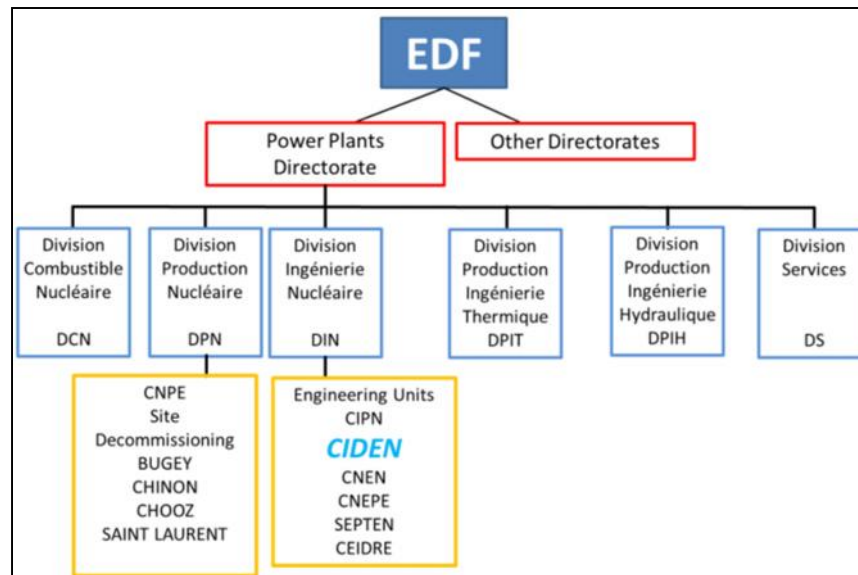 EDF
Power Plants
Directorate
Other Directorates
Division
Combustible
Nucléaire
DCN
Division
Production
Nucléaire
DPN
Division
Ingénierie
Nucléaire
DIN
Division
Production
Ingénierie
Thermique
DPIT
Division
Production
Ingénierie
Hydraulique
DPIH
Division
Services
DS
CNPE
Site
Decommissioning
BUGEY
CHINON
CHOOZ
SAINT LAURENT
Engineering Units
CIPN
CIDEN
CNEN
CNEPE
SEPTEN
CEIDRE